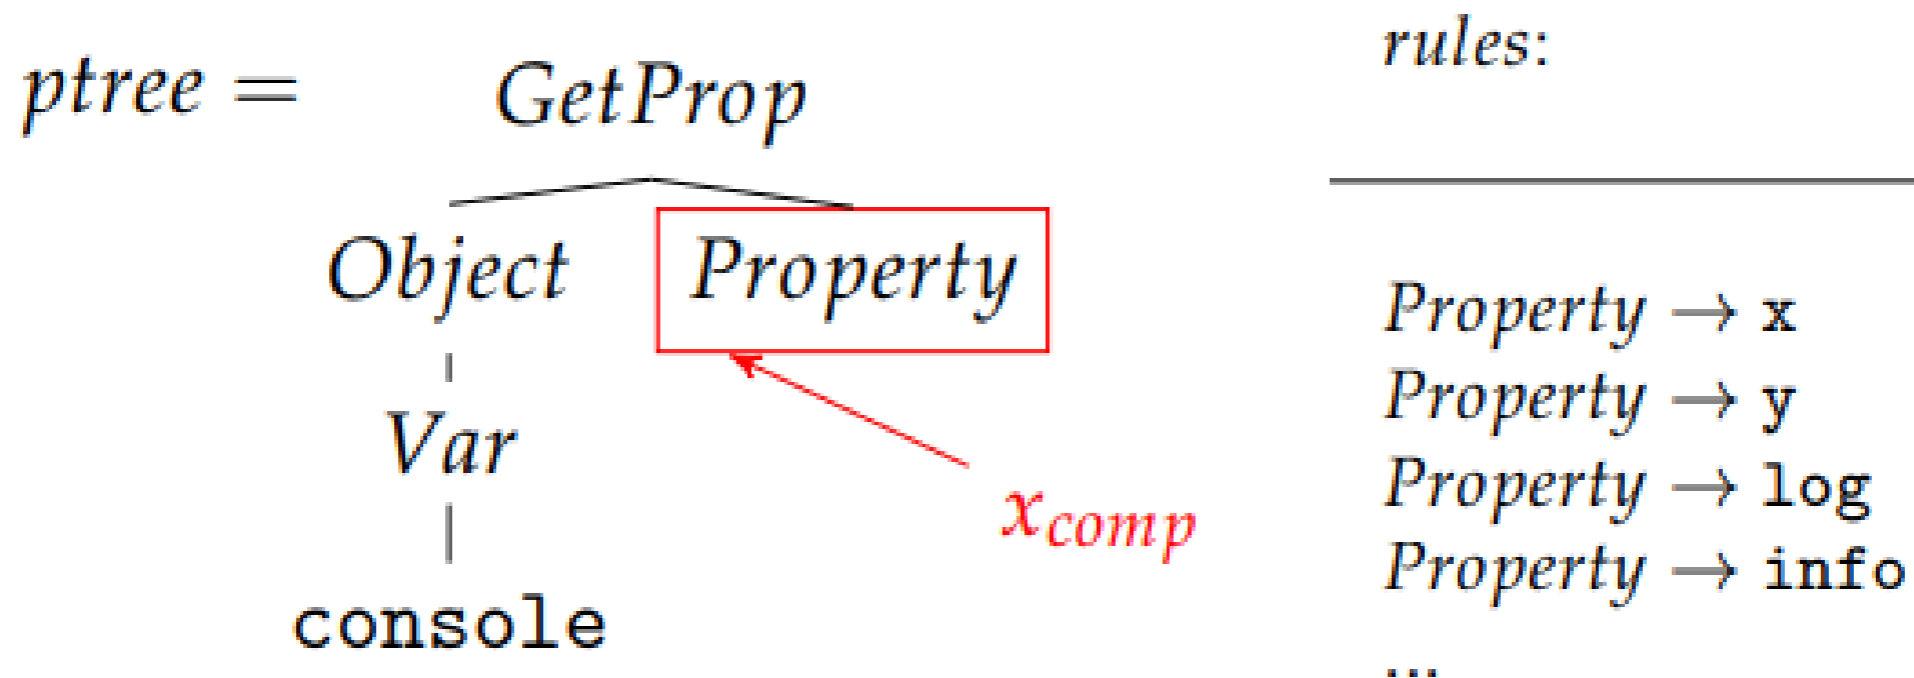 ptree = GetProp
Object Property
Var
x_comp
console
rules:
Property → x
Property → y
Property → log
Property → info
...